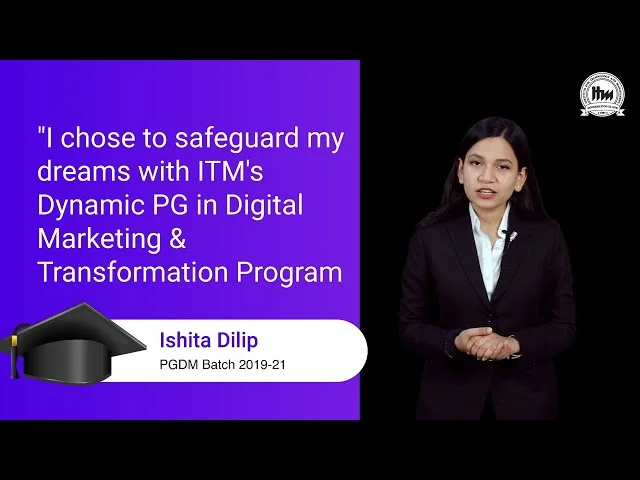 "I chose to safeguard my
dreams with ITM's
Dynamic PG in Digital
Marketing &
Transformation Program
Ishita Dilip
PGDM Batch 2019-21
ITM